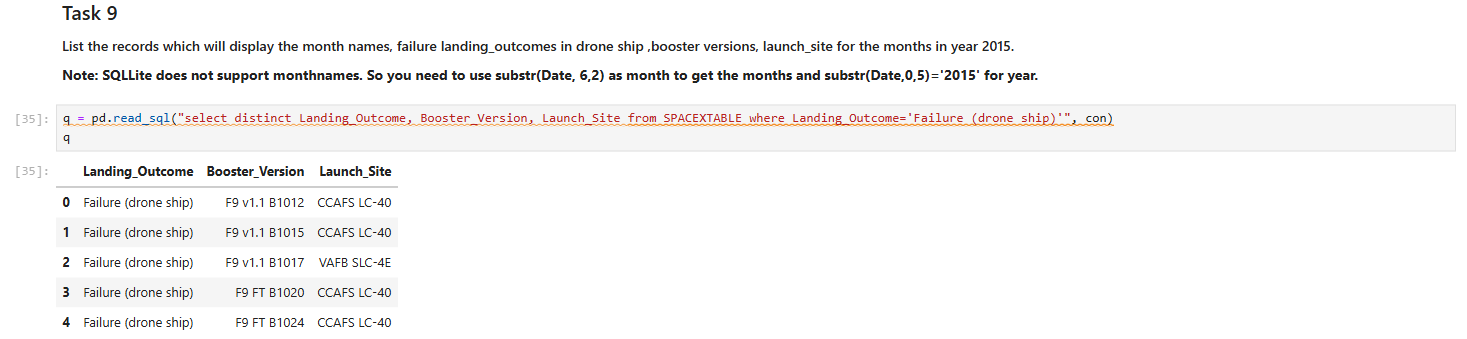 Task 9
List the records which will display the month names, failure landing_outcomes in drone ship ,booster versions, launch_site for the months in year 2015.
Note: SQLLite does not support monthnames. So you need to use substr(Date, 6,2) as month to get the months and substr(Date,0,5)='2015' for year.
[35]: q = pd.read_sql("select distinct Landing_Outcome, Booster_Version, Launch_Site from SPACEXTABLE where Landing_Outcome='Failure (drone ship)'", con)
q
[35]: Landing_Outcome Booster_Version Launch_Site
0 Failure (drone ship) F9 v1.1 B1012 CCAFS LC-40
1 Failure (drone ship) F9 v1.1 B1015 CCAFS LC-40
2 Failure (drone ship) F9 v1.1 B1017 VAFB SLC-4E
3 Failure (drone ship) F9 FT B1020 CCAFS LC-40
4 Failure (drone ship) F9 FT B1024 CCAFS LC-40